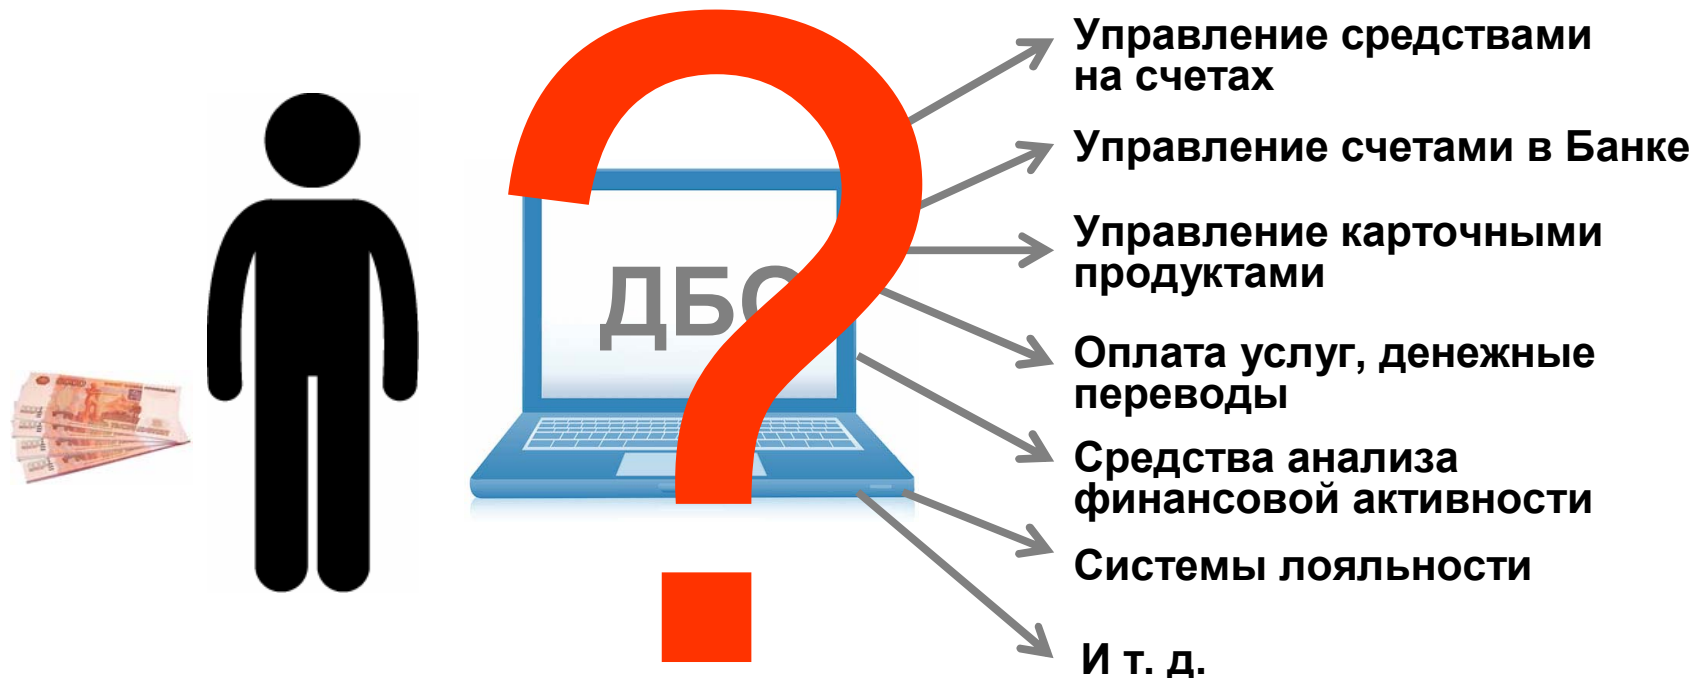 Управление средствами
на счетах
Управление счетами в Банке
ДБО
Управление карточными
продуктами
Оплата услуг, денежные
переводы
Средства анализа
финансовой активности
Системы лояльности
И т. д.